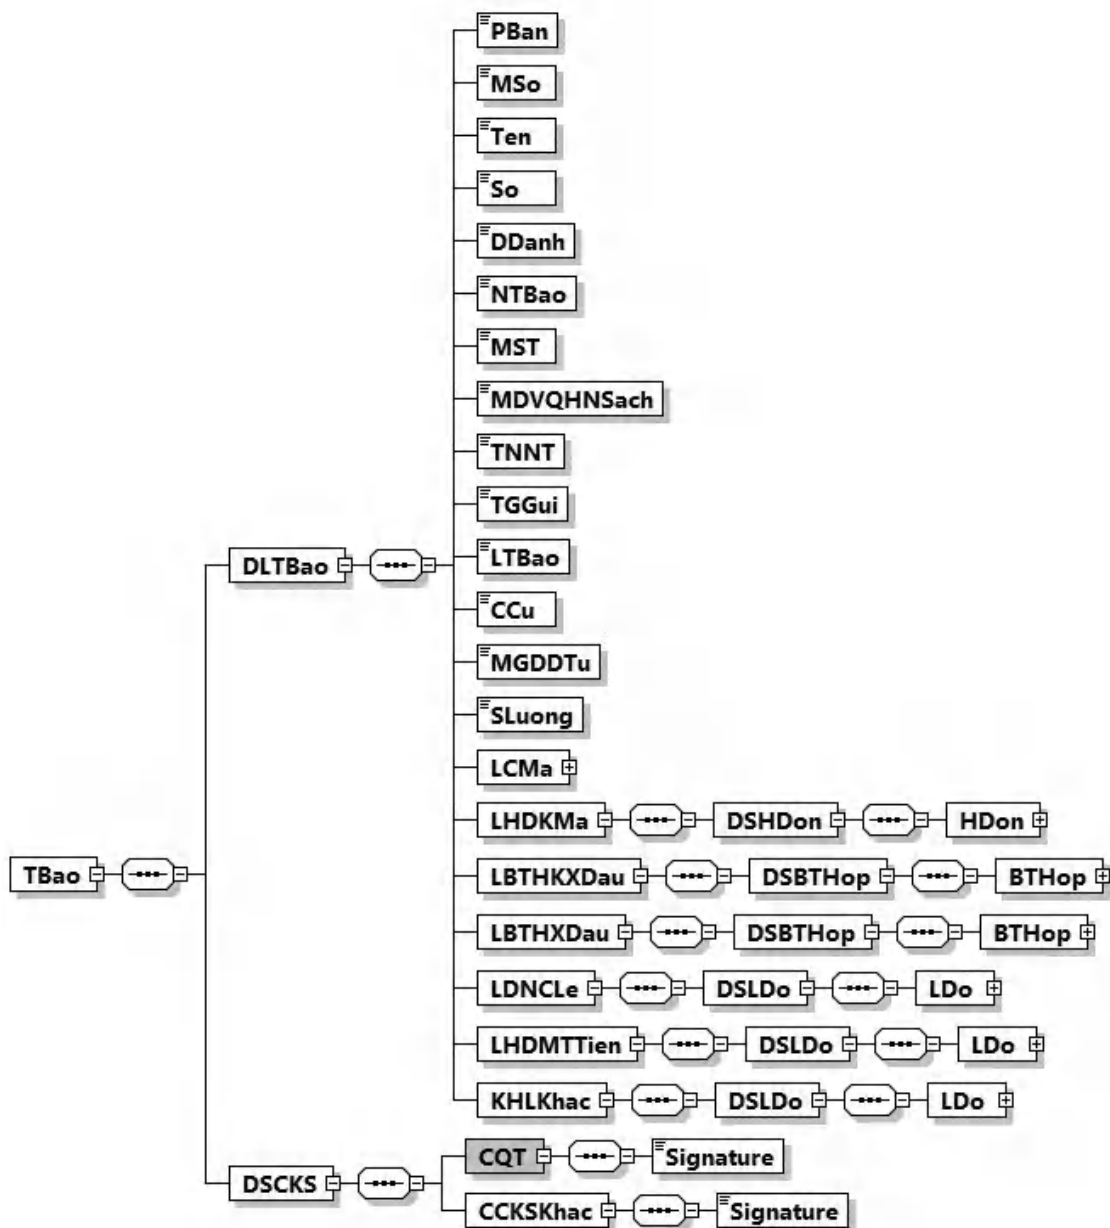 PBan
MSo
Ten
So
DDanh
NTBao
MST
MDVQHNSach
TNNT
TGGui
DLTBao
LTBao
CCu
MGDDTu
SLuong
LCMa
LHDKMa DSHDon HDon
TBao
LBTHKXDau DSBTHop BTHop
LBTHXDau DSBTHop BTHop
LDNCLe DSLDo LDo
LHDMTTien DSLDo LDo
KHLKhac DSLDo LDo
CQT Signature
DSCKS
CCKSKhac Signature